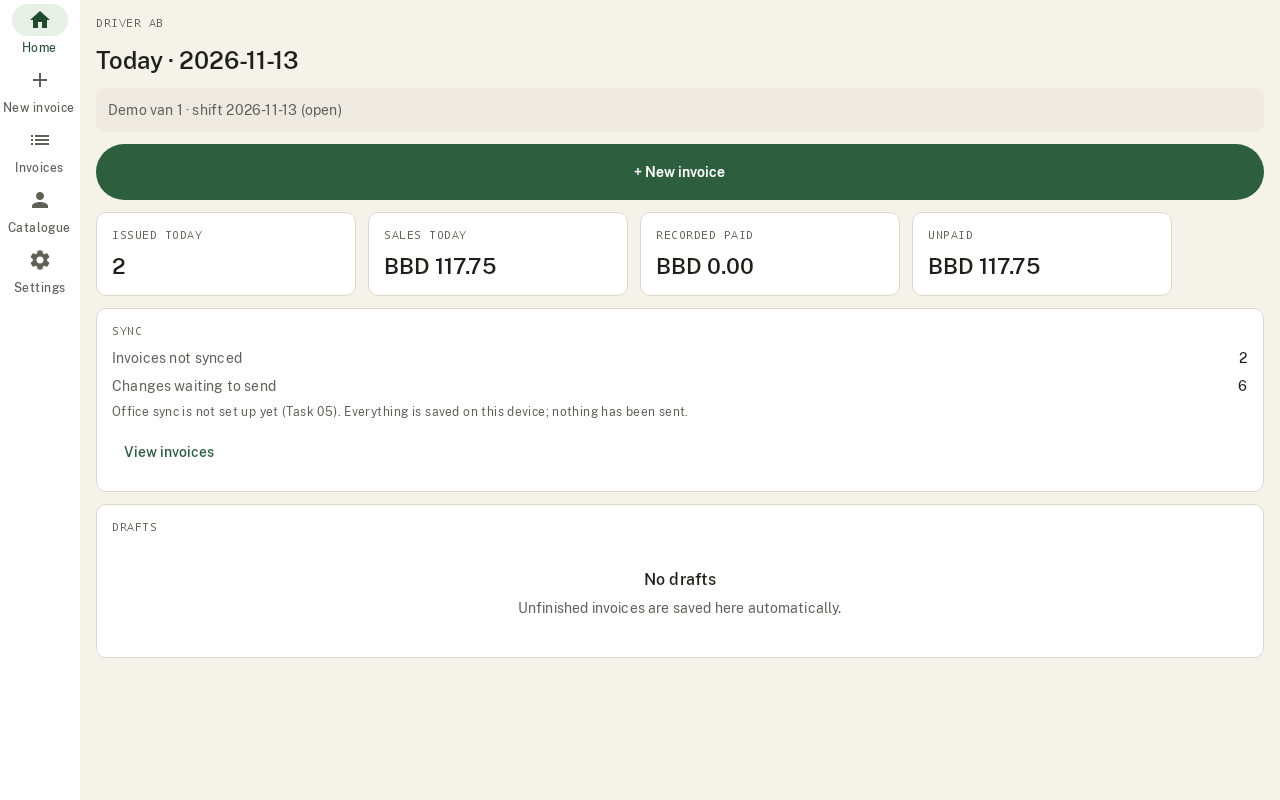 Home
New invoice
Invoices
Catalogue
Settings
DRIVER AB
Today · 2026-11-13
Demo van 1 · shift 2026-11-13 (open)
+ New invoice
ISSUED TODAY
2
SALES TODAY
BBD 117.75
RECORDED PAID
BBD 0.00
UNPAID
BBD 117.75
SYNC
Invoices not synced 2
Changes waiting to send 6
Office sync is not set up yet (Task 05). Everything is saved on this device; nothing has been sent.
View invoices
DRAFTS
No drafts
Unfinished invoices are saved here automatically.